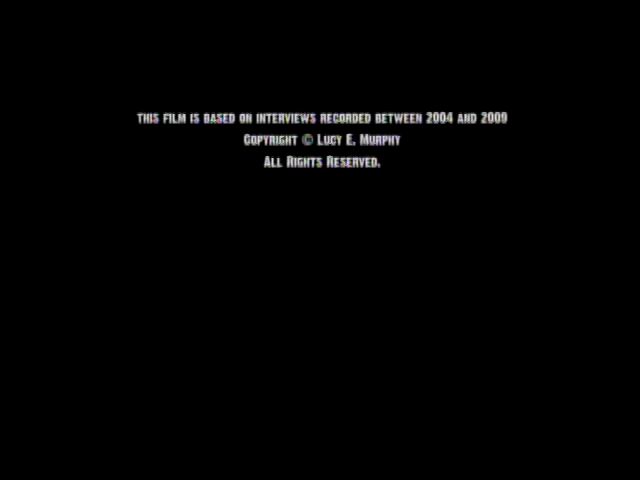 THIS FILM IS BASED ON INTERVIEWS RECORDED BETWEEN 2004 AND 2009
COPYRIGHT © LUCY E. MURPHY
ALL RIGHTS RESERVED.